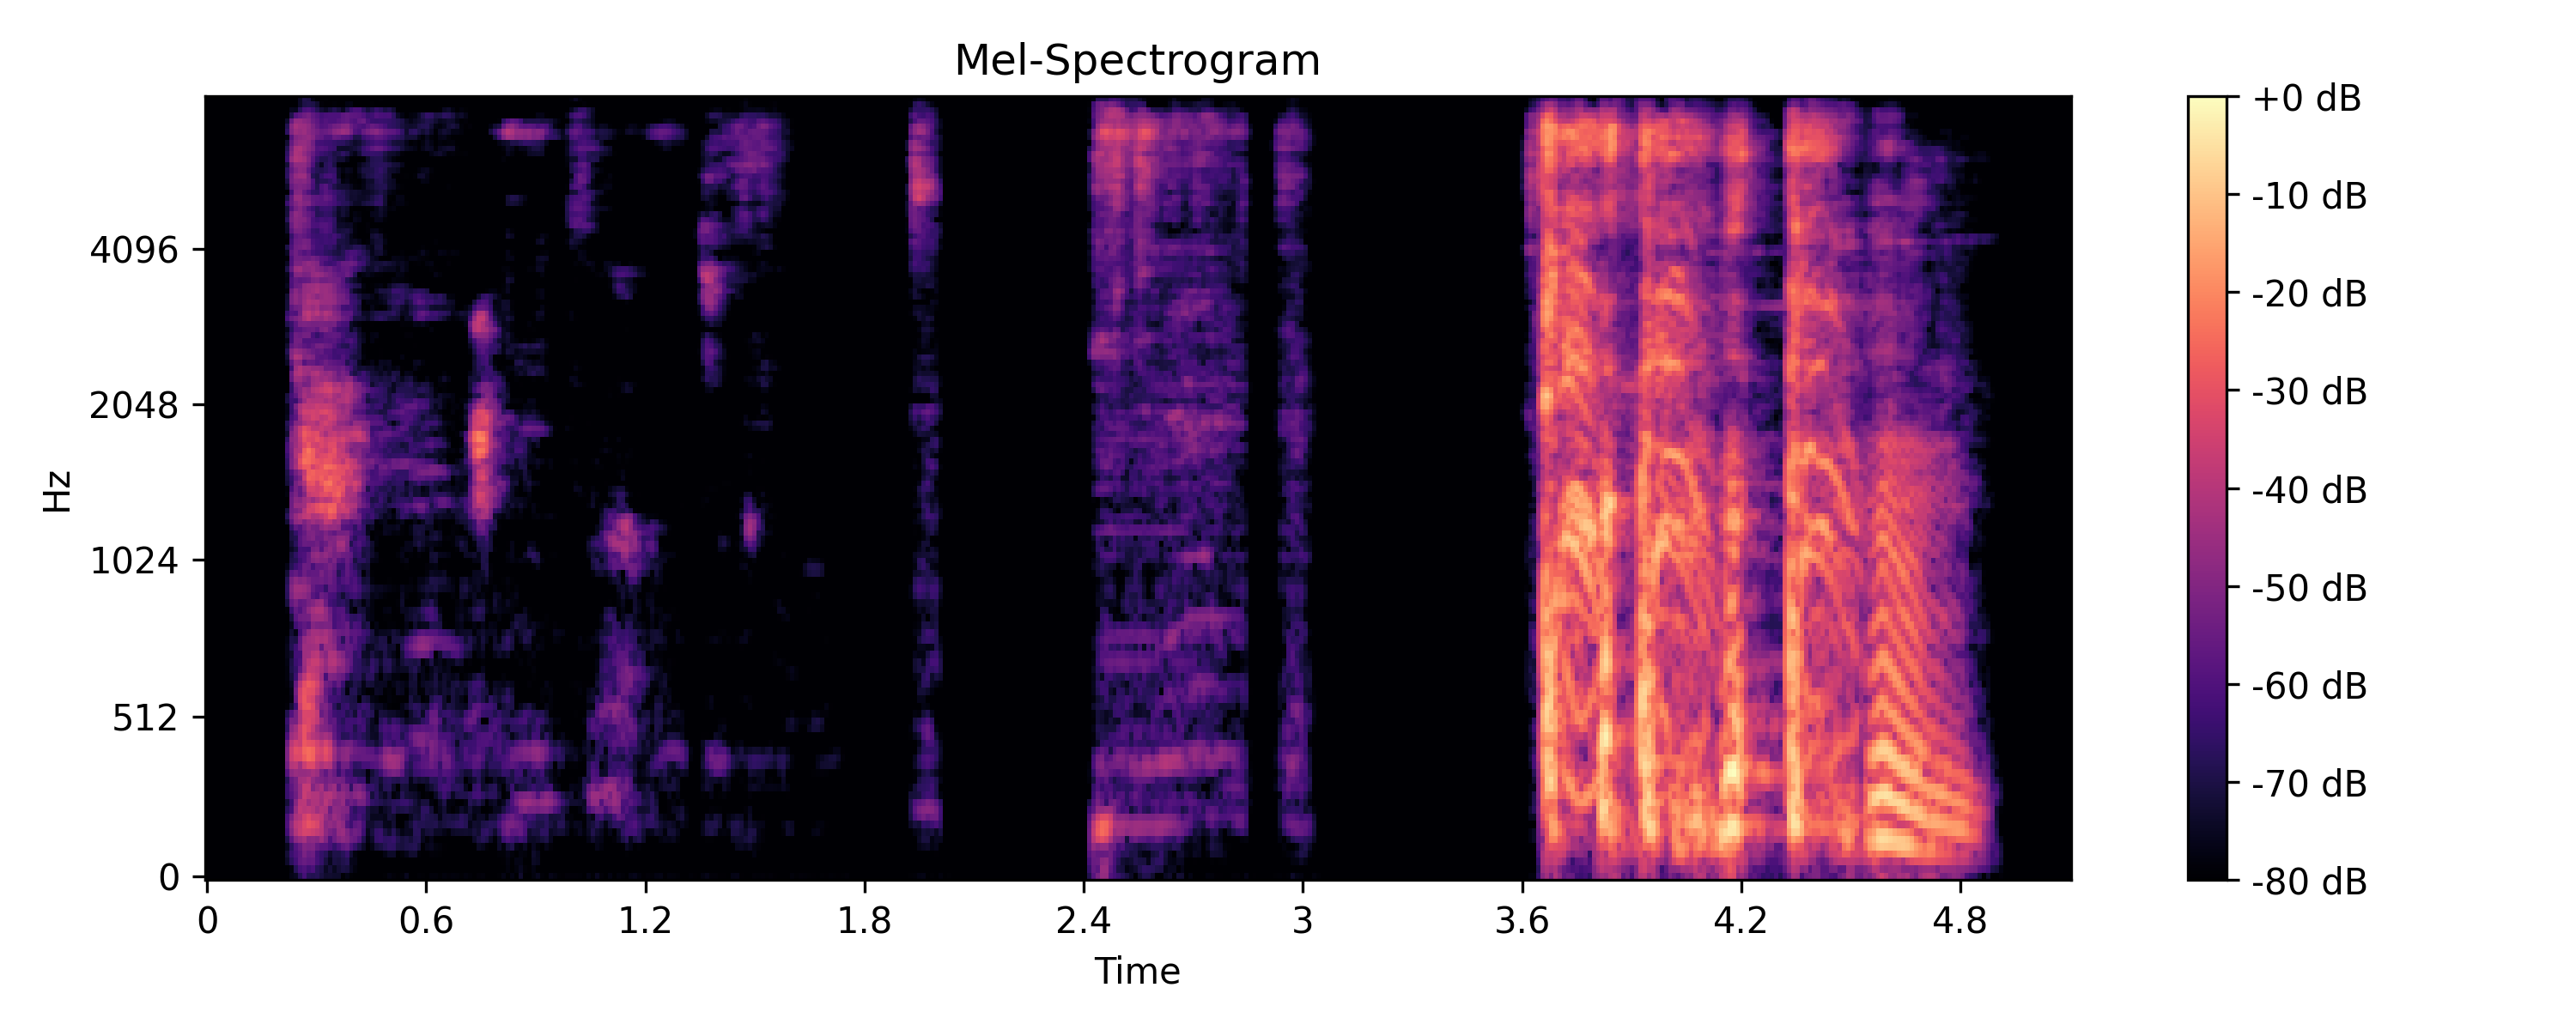 Mel-Spectrogram
+0 dB
-10 dB
-20 dB
-30 dB
-40 dB
-50 dB
-60 dB
-70 dB
-80 dB
Hz
4096
2048
1024
512
0
0 0.6 1.2 1.8 2.4 3 3.6 4.2 4.8
Time